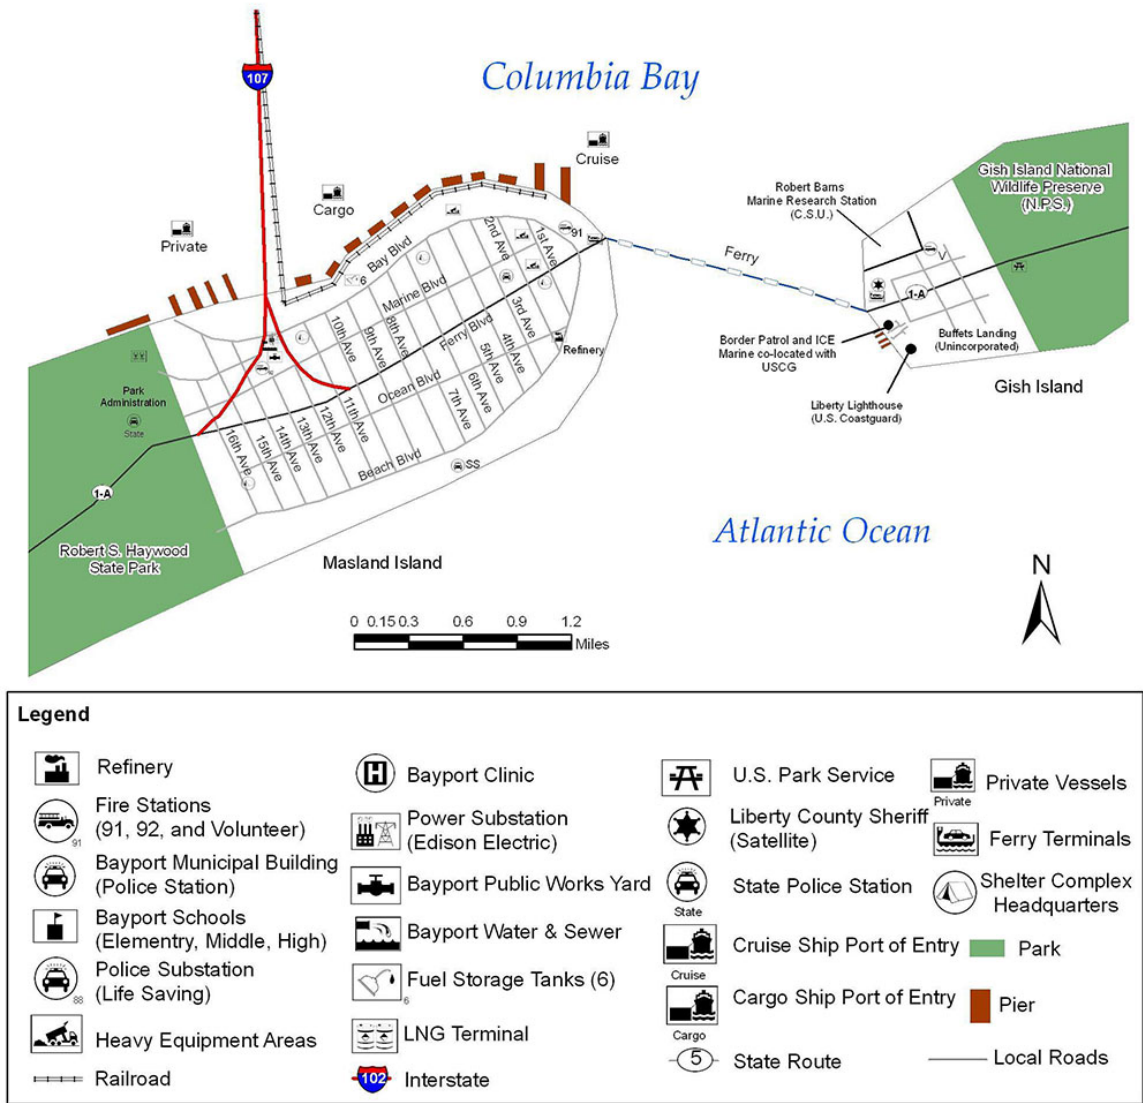 107
Columbia Bay
Cruise
Cargo
Private
Gish Island National
Wildlife Preserve
(N.P.S.)
Robert Barns
Marine Research Station
(C.S.U.)
91
2nd Ave
1st Ave
Ferry
Bay Blvd
6
Marine Blvd
V
1-A
3rd Ave
10th Ave
9th Ave
8th Ave
Ferry Blvd
4th Ave
5th Ave
Refinery
Border Patrol and ICE
Marine co-located with
USCG
Buffets Landing
(Unincorporated)
Gish Island
Ocean Blvd
6th Ave
7th Ave
Park
Administration
State
11th Ave
12th Ave
13th Ave
14th Ave
15th Ave
16th Ave
Liberty Lighthouse
(U.S. Coastguard)
Beach Blvd
SS
1-A
Robert S. Haywood
State Park
Masland Island
Atlantic Ocean
N
0 0.15 0.3 0.6 0.9 1.2
Miles
Legend
Refinery
Fire Stations
(91, 92, and Volunteer)
91
Bayport Municipal Building
(Police Station)
Bayport Schools
(Elementry, Middle, High)
Police Substation
(Life Saving)
88
Heavy Equipment Areas
Railroad
H
Bayport Clinic
Power Substation
(Edison Electric)
Bayport Public Works Yard
Bayport Water & Sewer
Fuel Storage Tanks (6)
6
LNG Terminal
102
Interstate
U.S. Park Service
Liberty County Sheriff
(Satellite)
State Police Station
State
Cruise Ship Port of Entry
Cruise
Cargo Ship Port of Entry
Cargo
5
State Route
Private Vessels
Private
Ferry Terminals
Shelter Complex
Headquarters
Park
Pier
Local Roads